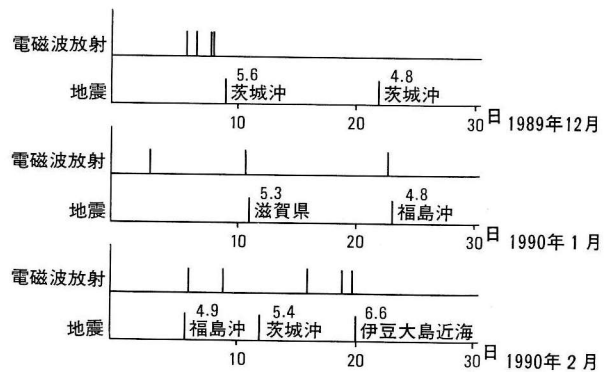 電磁波放射
5.6 4.8
地震 茨城沖 茨城沖
10 20 30 日 1989年12月
電磁波放射
5.3 4.8
地震 滋賀県 福島沖
10 20 30 日 1990年1月
電磁波放射
4.9 5.4 6.6
地震 福島沖 茨城沖 伊豆大島近海
10 20 30 日 1990年2月